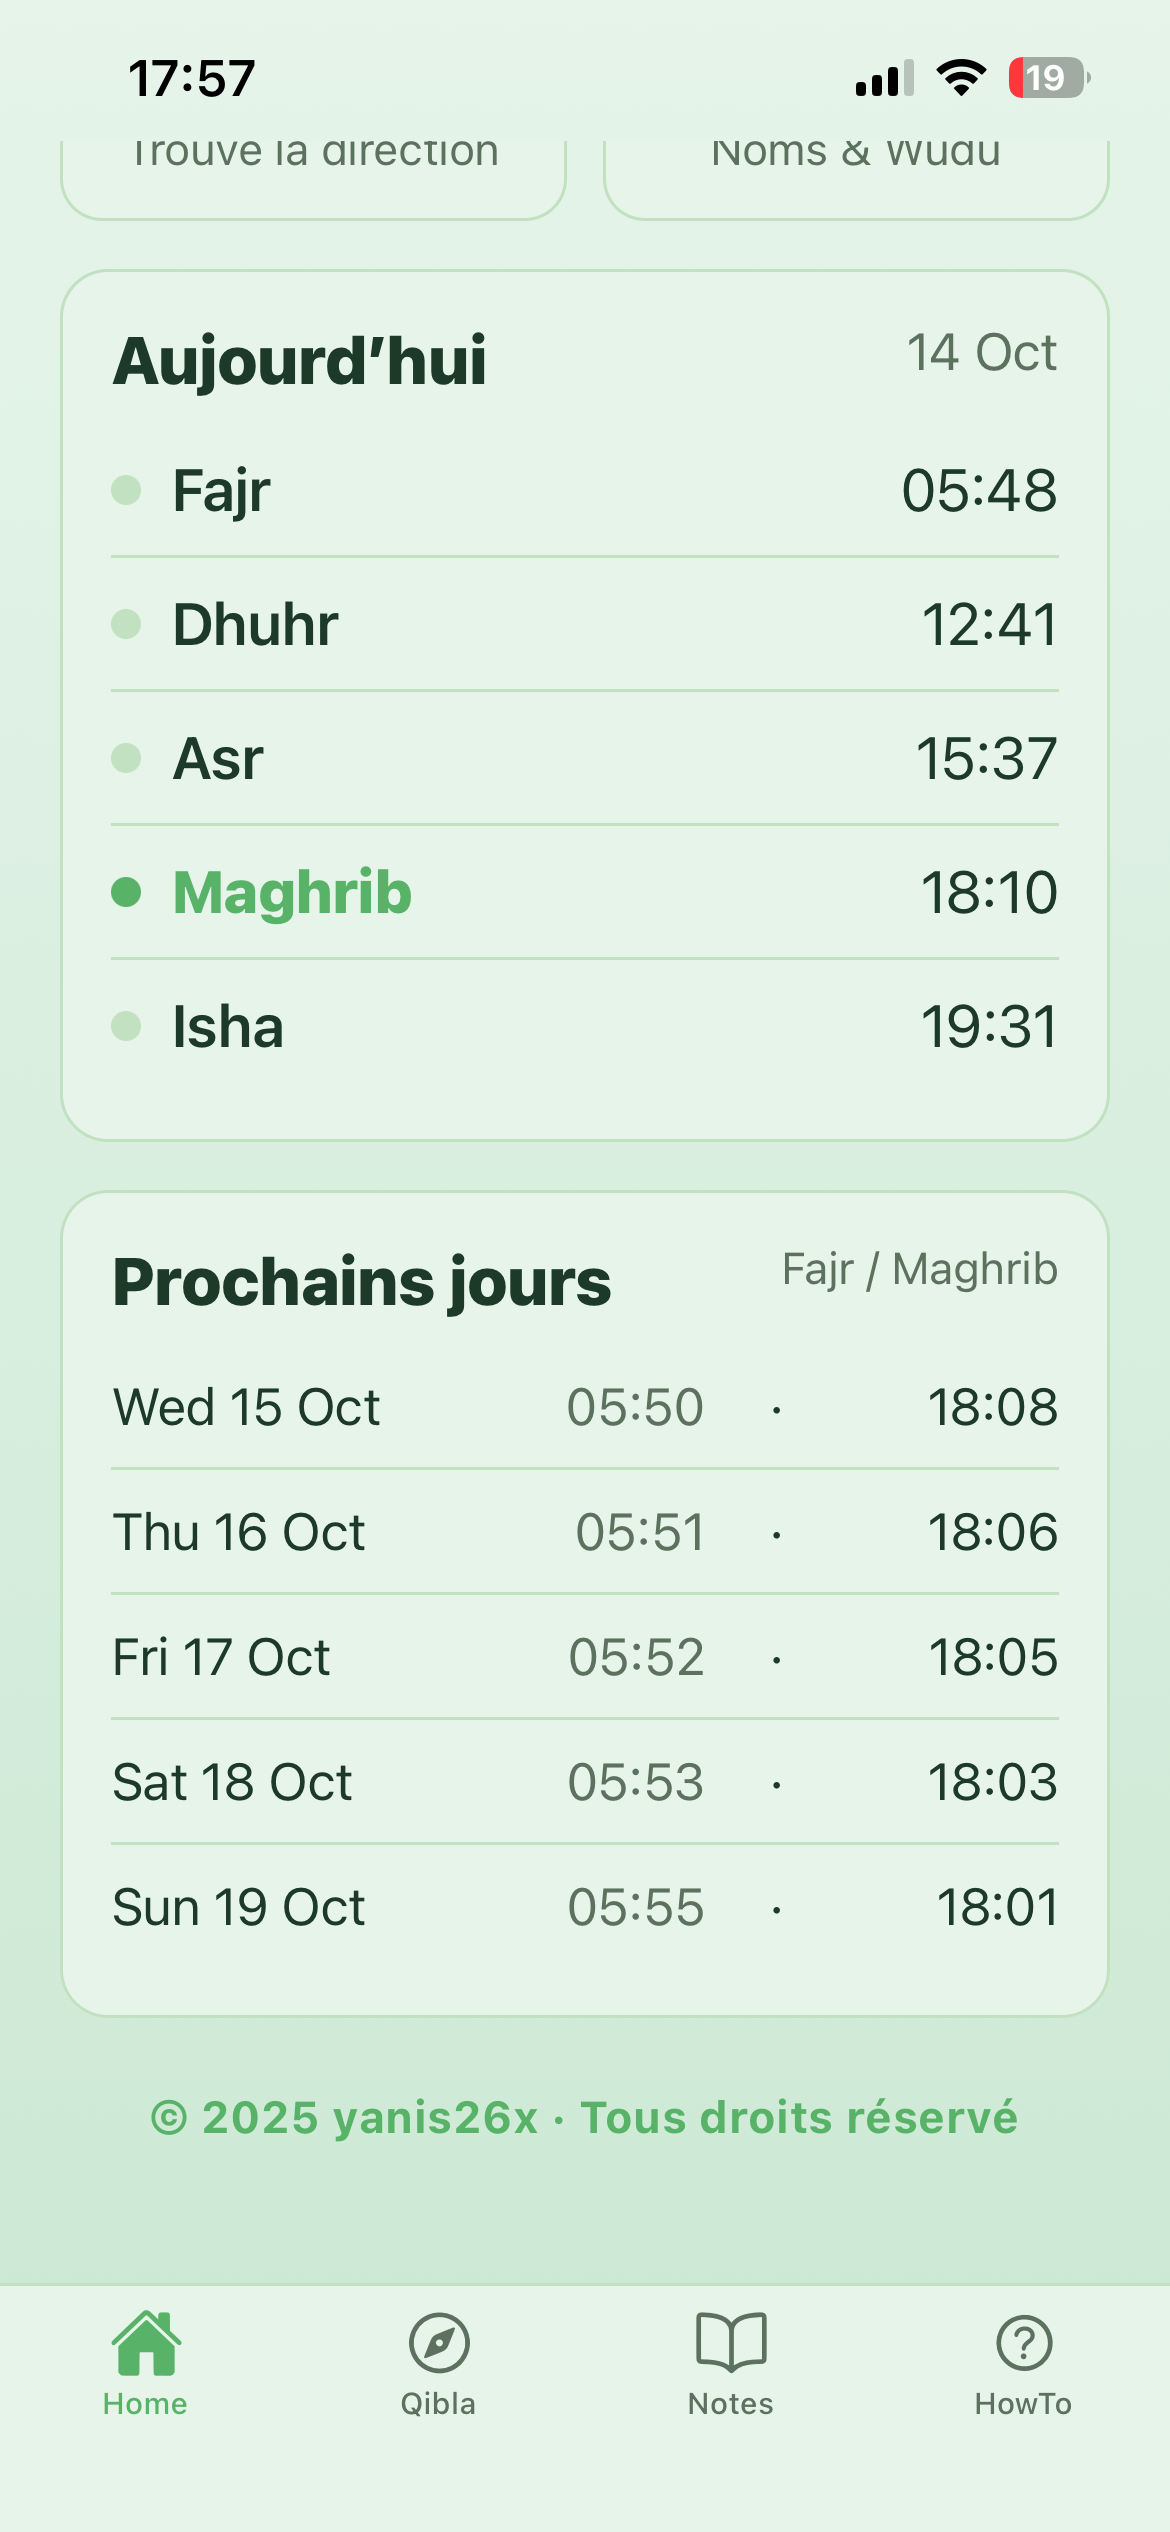 17:57
19
Trouve la direction
Noms & Wudu
Aujourd’hui
14 Oct
Fajr 05:48
Dhuhr 12:41
Asr 15:37
Maghrib 18:10
Isha 19:31
Prochains jours
Fajr / Maghrib
Wed 15 Oct 05:50 · 18:08
Thu 16 Oct 05:51 · 18:06
Fri 17 Oct 05:52 · 18:05
Sat 18 Oct 05:53 · 18:03
Sun 19 Oct 05:55 · 18:01
© 2025 yanis26x · Tous droits réservé
Home
Qibla
Notes
HowTo